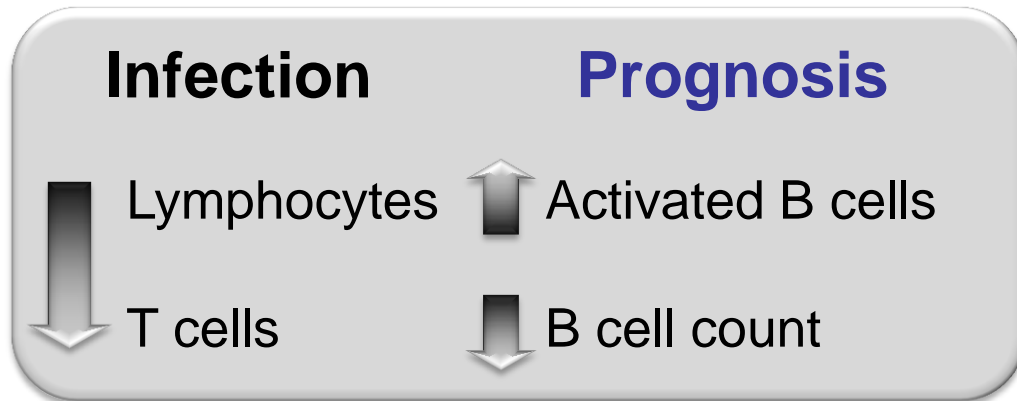 Infection
Prognosis
Lymphocytes
Activated B cells
T cells
B cell count